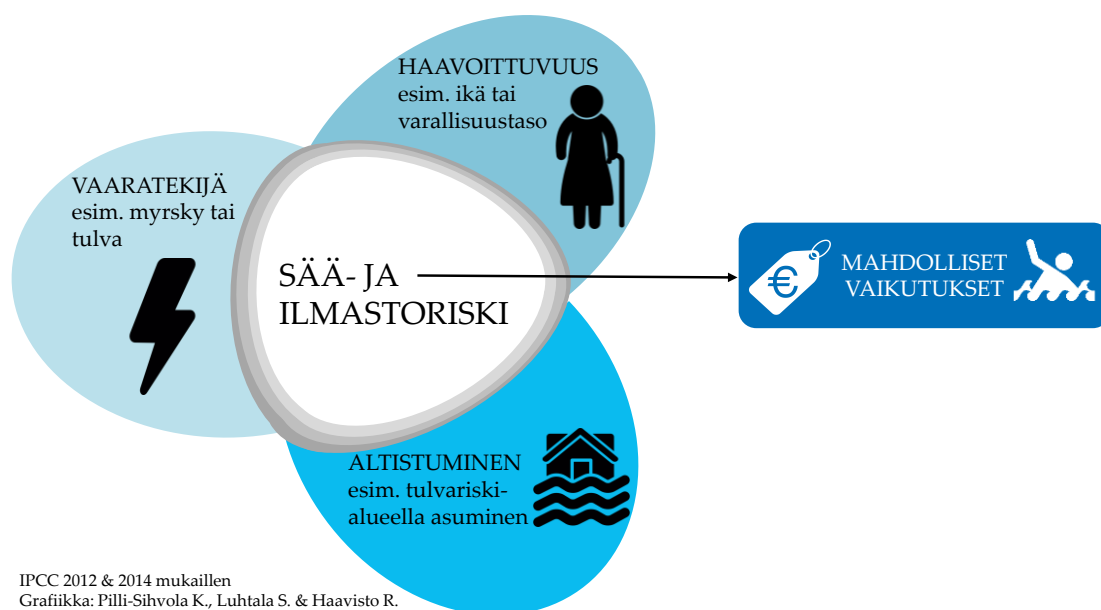 HAAVOITTUVUUS
esim. ikä tai
varallisuustaso
VAARATEKIJÄ
esim. myrsky tai
tulva
SÄÄ- JA
ILMASTORISKI
€
MAHDOLLISET
VAIKUTUKSET
ALTISTUMINEN
esim. tulvariski-
alueella asuminen
IPCC 2012 & 2014 mukaillen
Grafiikka: Pilli-Sihvola K., Luhtala S. & Haavisto R.